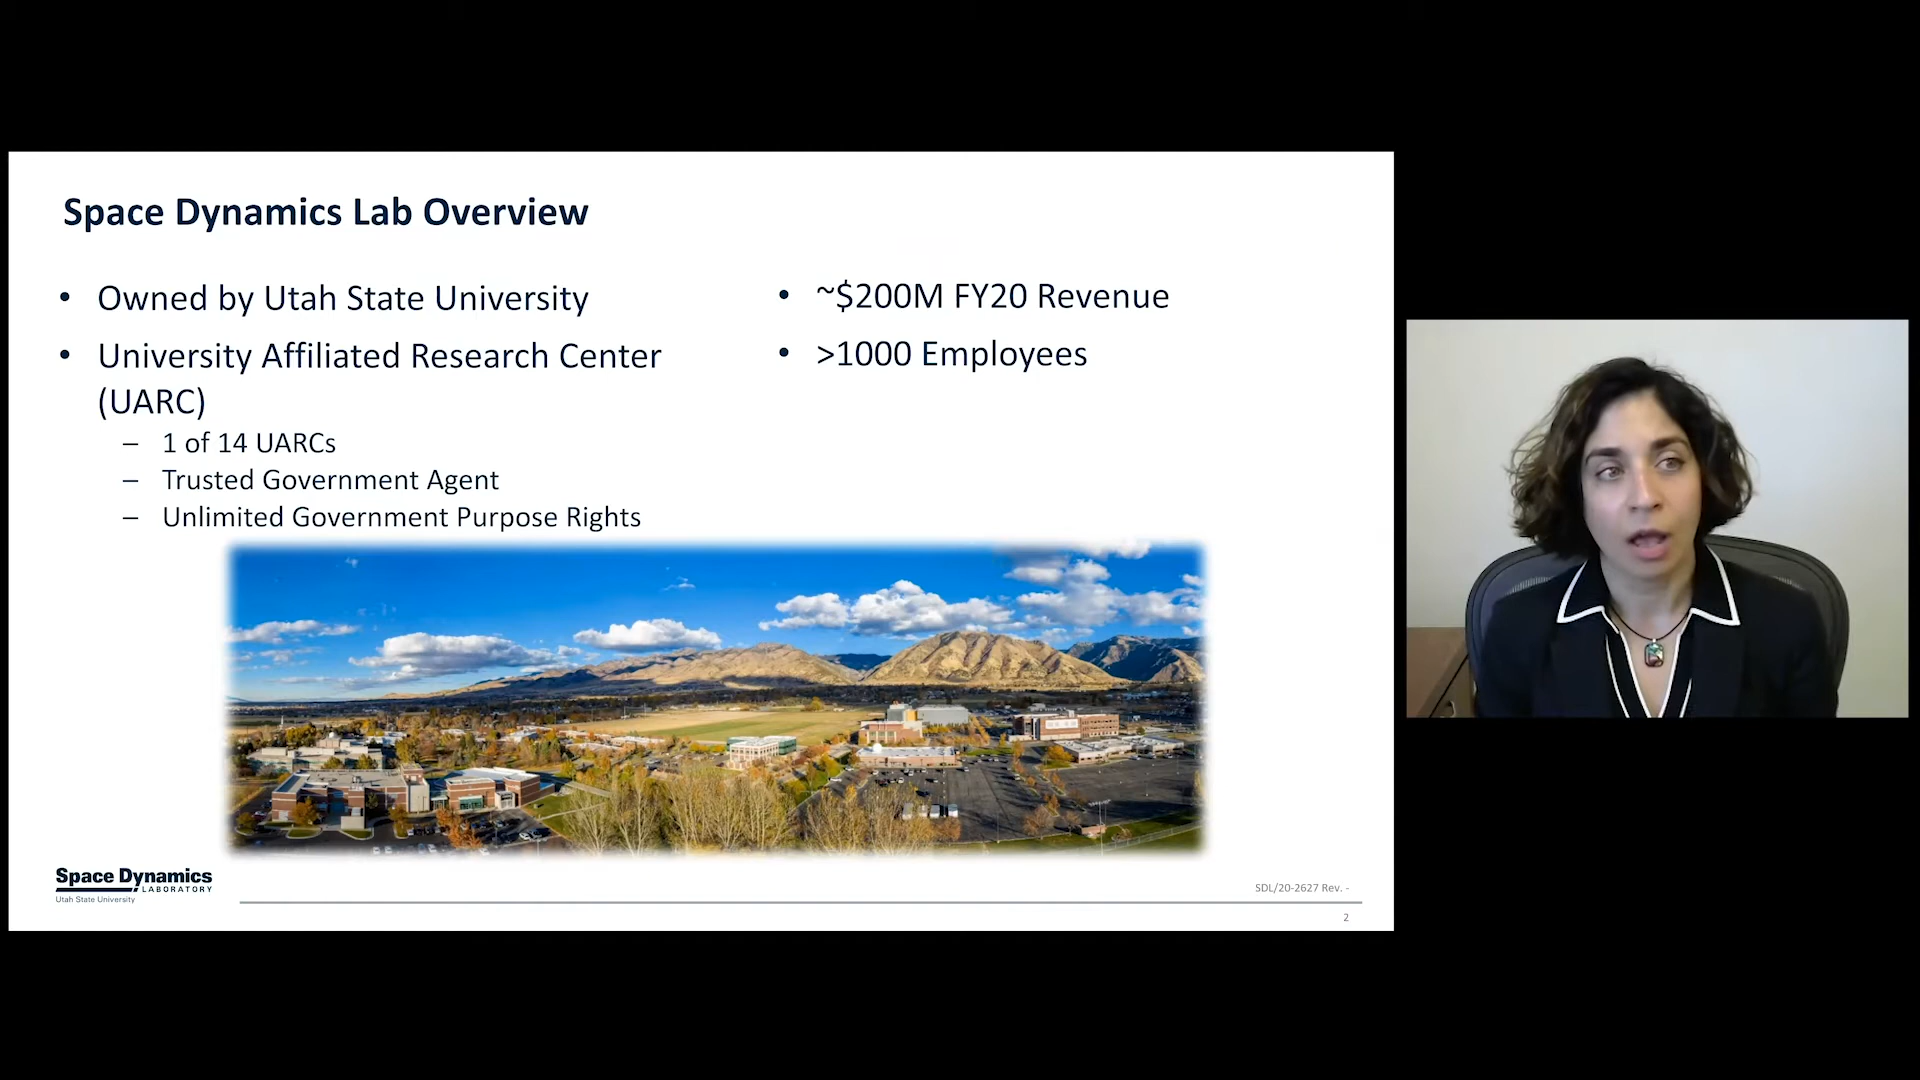 Space Dynamics Lab Overview
• Owned by Utah State University
• University Affiliated Research Center
(UARC)
– 1 of 14 UARCs
– Trusted Government Agent
– Unlimited Government Purpose Rights
• ~$200M FY20 Revenue
• >1000 Employees
Space Dynamics
LABORATORY
Utah State University
SDL/20-2627 Rev. -
2